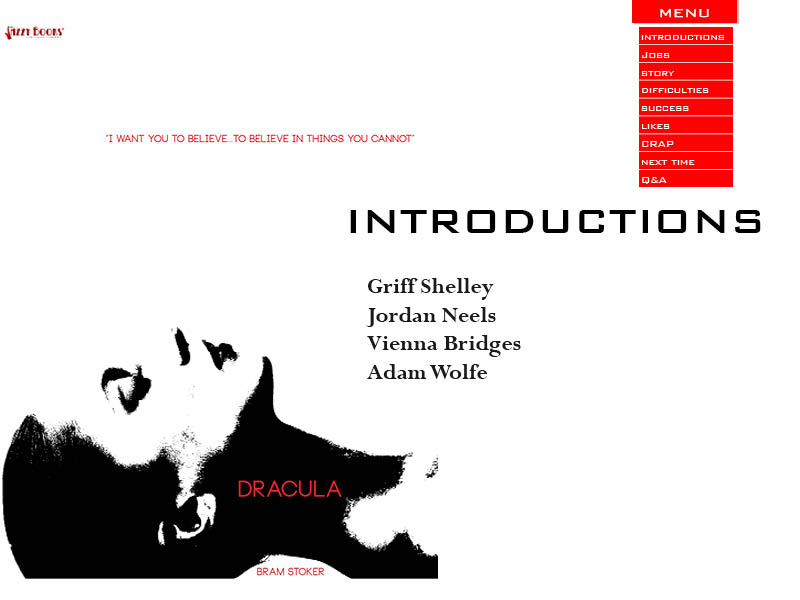 Fizzy Books
MENU
INTRODUCTIONS
JOBS
STORY
DIFFICULTIES
SUCCESS
LIKES
CRAP
NEXT TIME
Q&A
"I WANT YOU TO BELIEVE...TO BELIEVE IN THINGS YOU CANNOT"
INTRODUCTIONS
Griff Shelley
Jordan Neels
Vienna Bridges
Adam Wolfe
DRACULA
BRAM STOKER